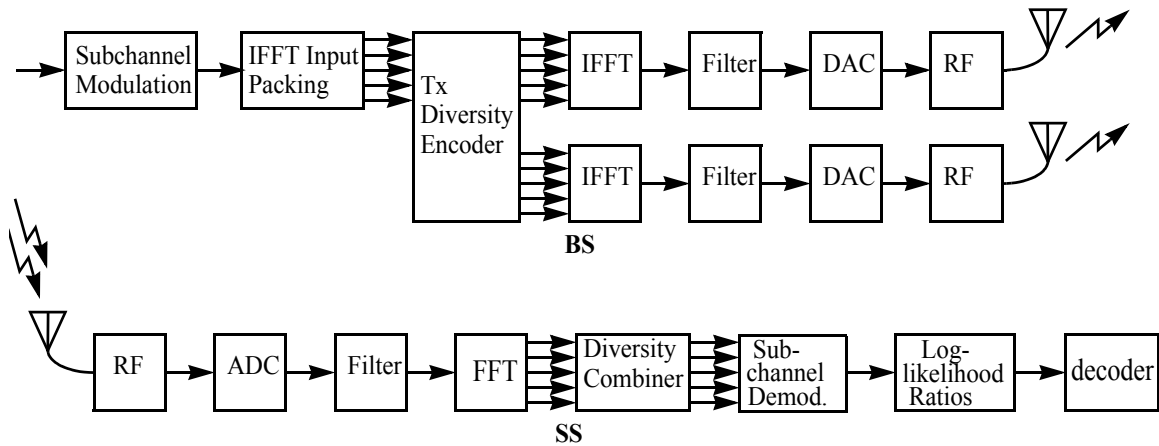 Subchannel
Modulation
IFFT Input
Packing
Tx
Diversity
Encoder
IFFT
Filter
DAC
RF
IFFT
Filter
DAC
RF
BS
RF
ADC
Filter
FFT
Diversity
Combiner
Sub-
channel
Demod.
Log-
likelihood
Ratios
decoder
SS